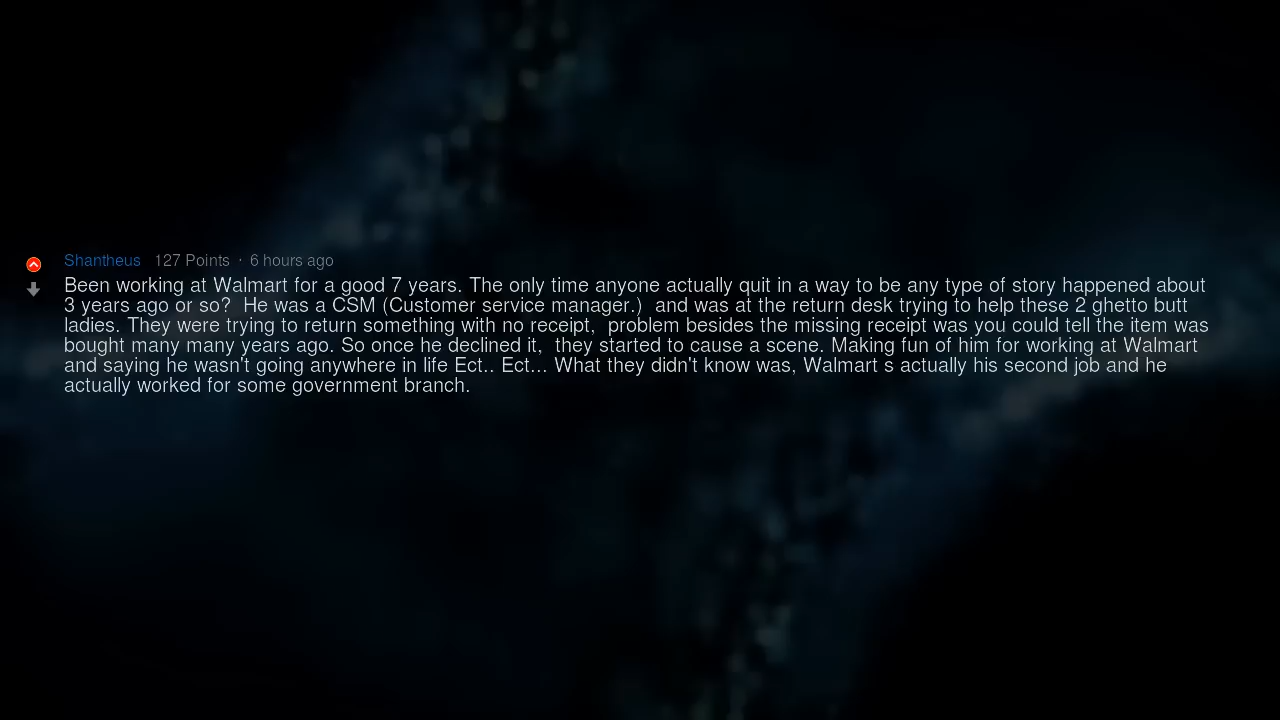 Shantheus 127 Points · 6 hours ago
Been working at Walmart for a good 7 years. The only time anyone actually quit in a way to be any type of story happened about
3 years ago or so?  He was a CSM (Customer service manager.)  and was at the return desk trying to help these 2 ghetto butt
ladies. They were trying to return something with no receipt,  problem besides the missing receipt was you could tell the item was
bought many many years ago. So once he declined it,  they started to cause a scene. Making fun of him for working at Walmart
and saying he wasn't going anywhere in life Ect.. Ect... What they didn't know was, Walmart s actually his second job and he
actually worked for some government branch.